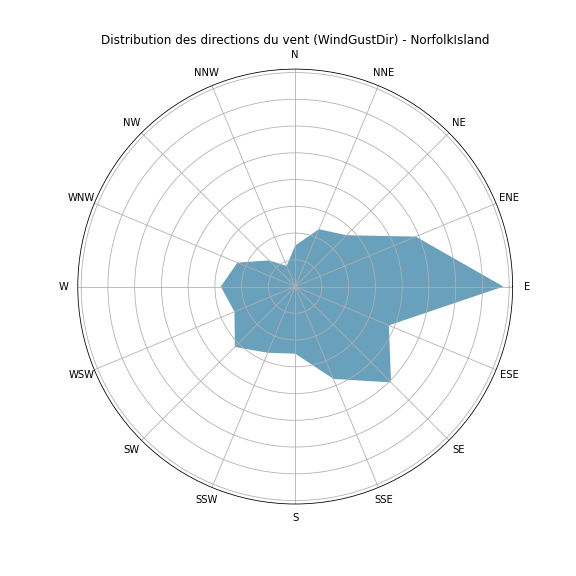 Distribution des directions du vent (WindGustDir) - NorfolkIsland
N
NNW
NNE
NW
NE
WNW
ENE
W
E
WSW
ESE
SW
SE
SSW
SSE
S